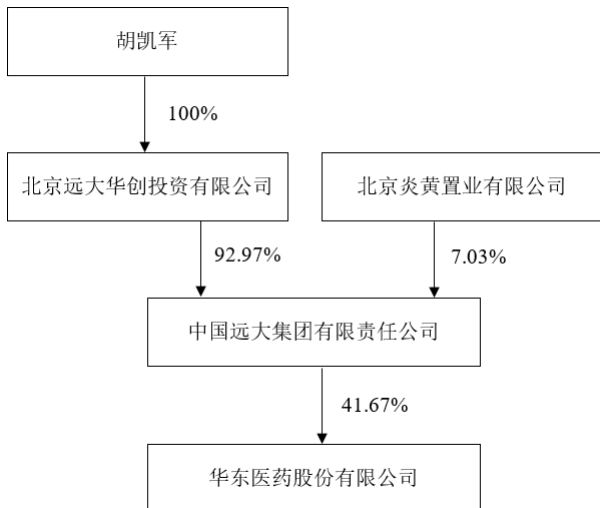 胡凯军
100%
北京远大华创投资有限公司
北京炎黄置业有限公司
92.97%
7.03%
中国远大集团有限责任公司
41.67%
华东医药股份有限公司